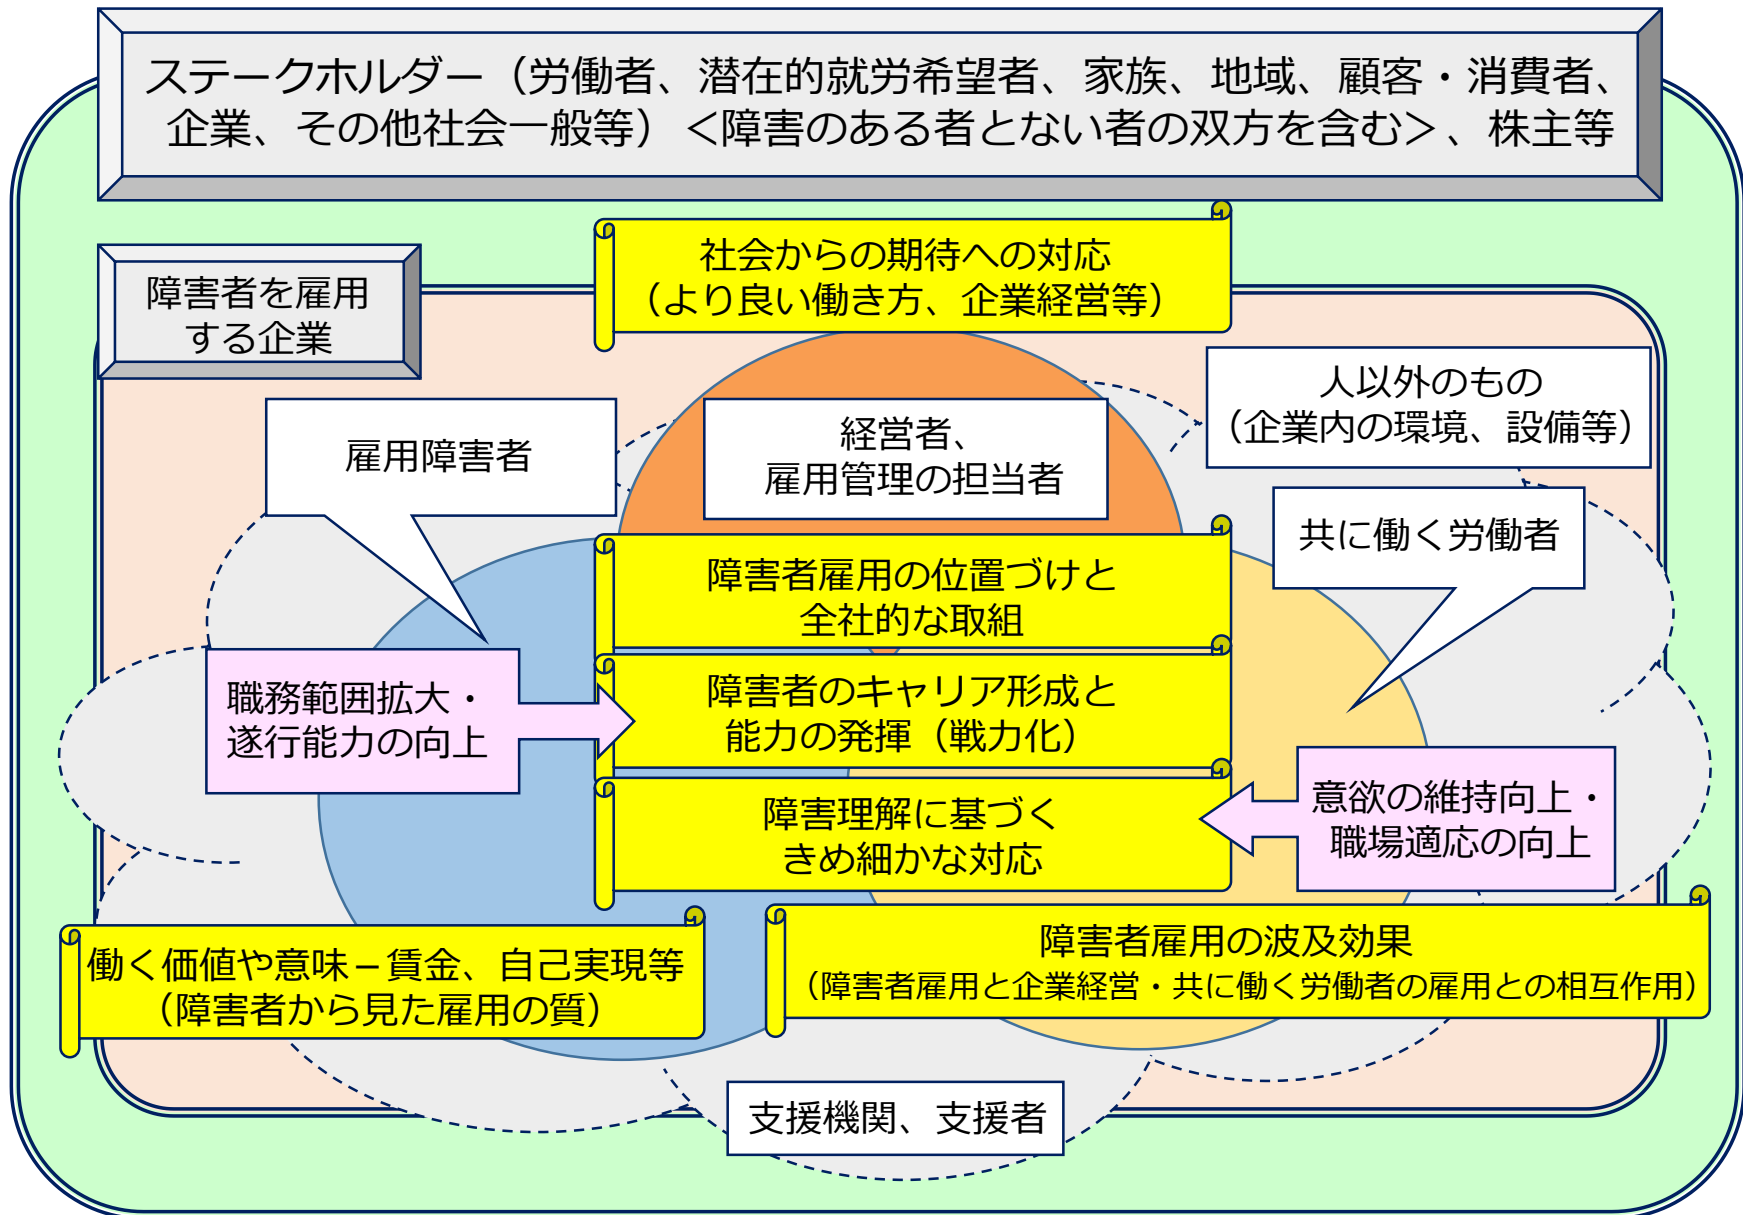 ステークホルダー（労働者、潜在的就労希望者、家族、地域、顧客・消費者、
企業、その他社会一般等）＜障害のある者とない者の双方を含む＞、株主等
社会からの期待への対応
（より良い働き方、企業経営等）
障害者を雇用
する企業
人以外のもの
（企業内の環境、設備等）
雇用障害者
経営者、
雇用管理の担当者
共に働く労働者
障害者雇用の位置づけと
全社的な取組
職務範囲拡大・
遂行能力の向上
障害者のキャリア形成と
能力の発揮（戦力化）
障害理解に基づく
きめ細かな対応
意欲の維持向上・
職場適応の向上
働く価値や意味－賃金、自己実現等
（障害者から見た雇用の質）
障害者雇用の波及効果
（障害者雇用と企業経営・共に働く労働者の雇用との相互作用）
支援機関、支援者